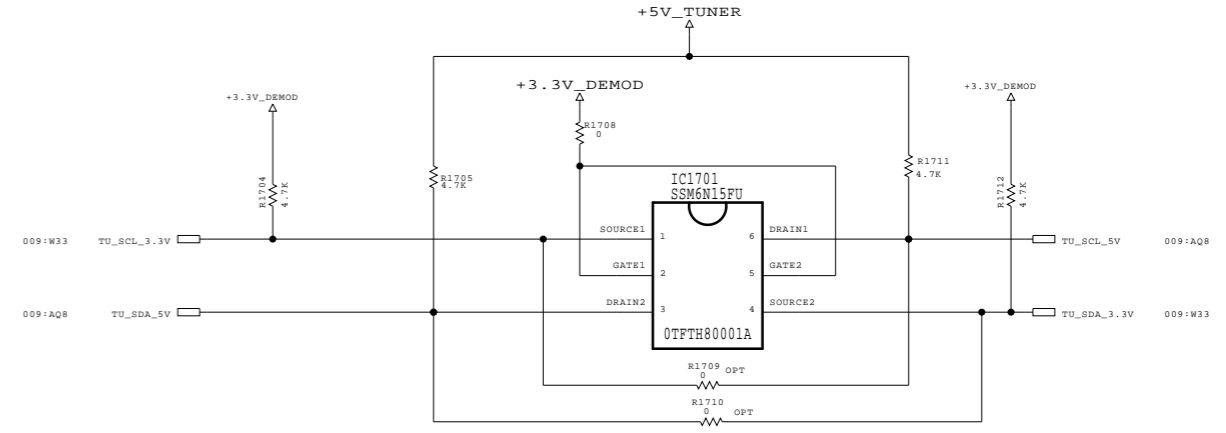 +5V_TUNER
+3.3V_DEMOD
+3.3V_DEMOD
+3.3V_DEMOD
R1708
0
R1704
4.7K
R1705
4.7K
R1711
4.7K
R1712
4.7K
IC1701
SSM6N15FU
009:W33 TU_SCL_3.3V
SOURCE1 1
6 DRAIN1
TU_SCL_5V 009:AQ8
GATE1 2
5 GATE2
009:AQ8 TU_SDA_5V
DRAIN2 3
4 SOURCE2
TU_SDA_3.3V 009:W33
0TFTH80001A
R1709
0 OPT
R1710
0 OPT